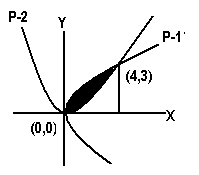 P-2
Y
P-1'
(4,3)
X
(0,0)